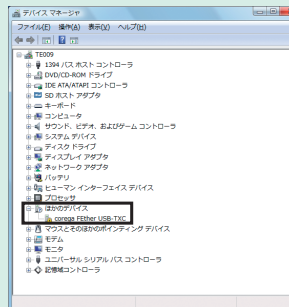 デバイス マネージャ
ファイル(F) 操作(A) 表示(V) ヘルプ(H)
TE009
1394 バス ホスト コントローラ
DVD/CD-ROM ドライブ
IDE ATA/ATAPI コントローラ
SD ホスト アダプタ
キーボード
コンピュータ
サウンド、ビデオ、およびゲーム コントローラ
システム デバイス
ディスク ドライブ
ディスプレイ アダプタ
ネットワーク アダプタ
バッテリ
ヒューマン インターフェイス デバイス
プロセッサ
ほかのデバイス
corega FEther USB-TXC
マウスとそのほかのポインティング デバイス
モデム
モニタ
ユニバーサル シリアル バス コントローラ
記憶域コントローラ